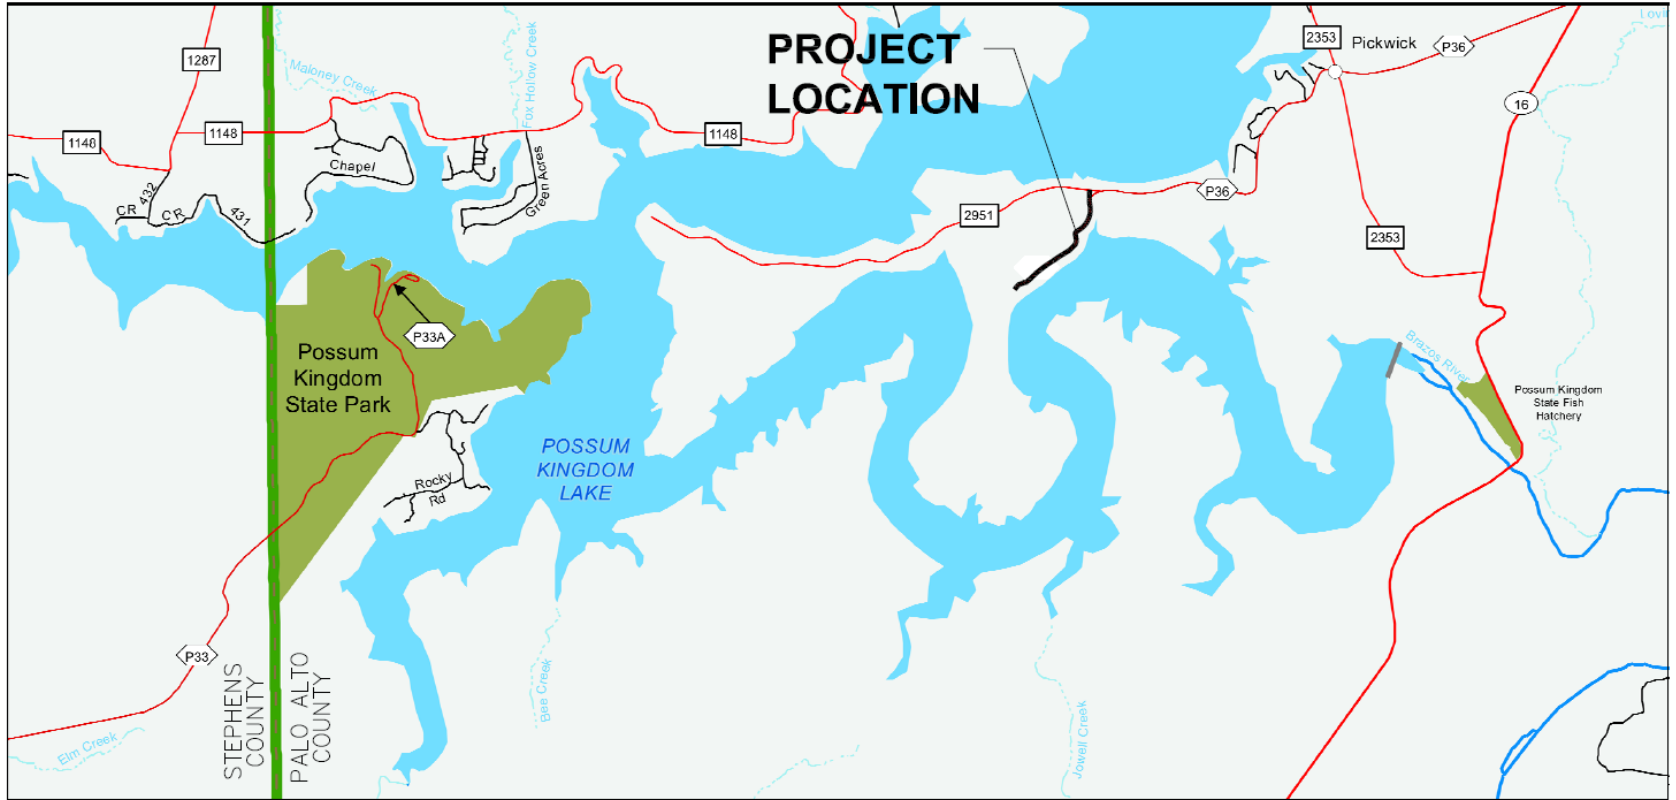 Lovin
PROJECT
LOCATION
2353
Pickwick
P36
1287
Maloney Creek
Fox Hollow Creek
16
1148
1148
1148
Chapel
Green Acres
432
CR
CR
431
P36
2951
2353
P33A
Possum
Kingdom
State Park
Brazos River
Possum Kingdom
State Fish
Hatchery
POSSUM
KINGDOM
LAKE
Rocky
Rd
P33
STEPHENS
COUNTY
PALO ALTO
COUNTY
Bee Creek
Jowell Creek
Elm Creek